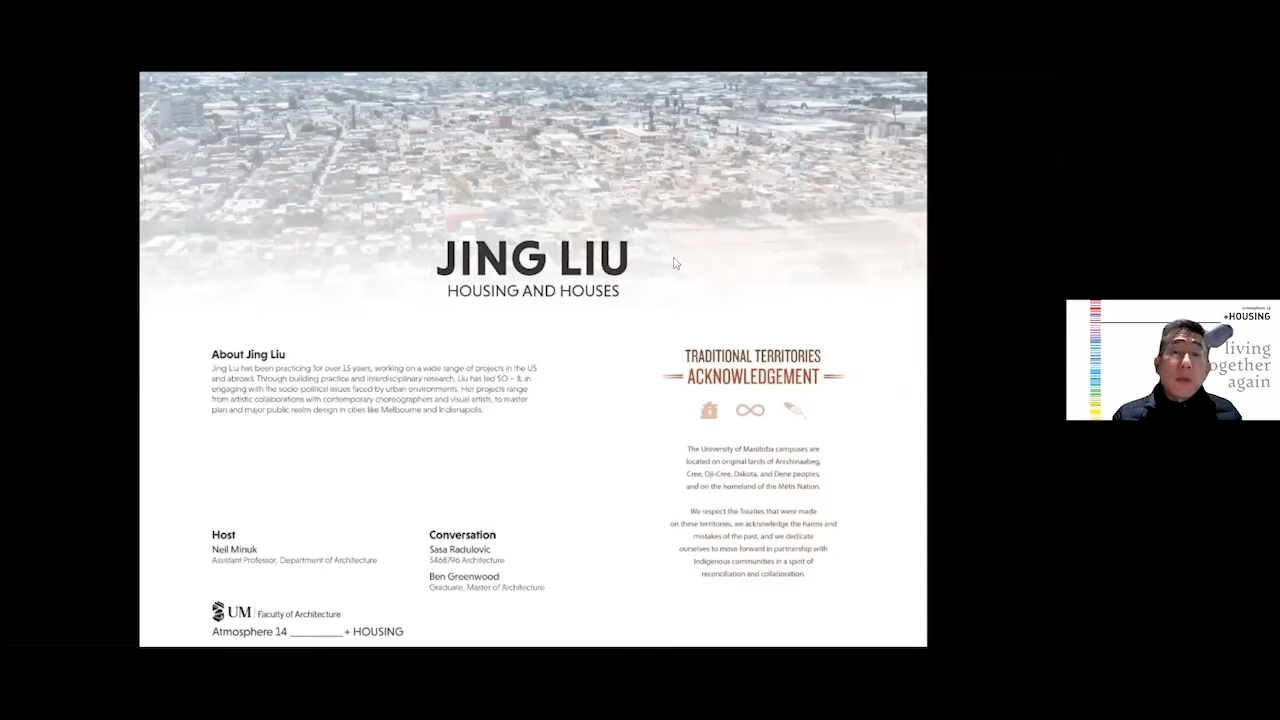 JING LIU
HOUSING AND HOUSES
About Jing Liu
Jing Liu has been practicing for over 15 years, working on a wide range of projects in the US
and abroad. Through building practice and interdisciplinary research, Liu has led SO – IL in
engaging with the socio-political issues faced by urban environments. Her projects range
from artistic collaborations with contemporary choreographers and visual artists, to master
plan and major public realm design in cities like Melbourne and Indianapolis.
Host
Neil Minuk
Assistant Professor, Department of Architecture
Conversation
Sasa Radulovic
5468796 Architecture
Ben Greenwood
Graduate, Master of Architecture
UM Faculty of Architecture
Atmosphere 14 ________+ HOUSING
TRADITIONAL TERRITORIES
ACKNOWLEDGEMENT
The University of Manitoba campuses are
located on original lands of Anishinaabeg,
Cree, Oji-Cree, Dakota, and Dene peoples,
and on the homeland of the Métis Nation.
We respect the Treaties that were made
on these territories, we acknowledge the harms and
mistakes of the past, and we dedicate
ourselves to move forward in partnership with
Indigenous communities in a spirit of
reconciliation and collaboration.
atmosphere 14
+HOUSING
living
together
again